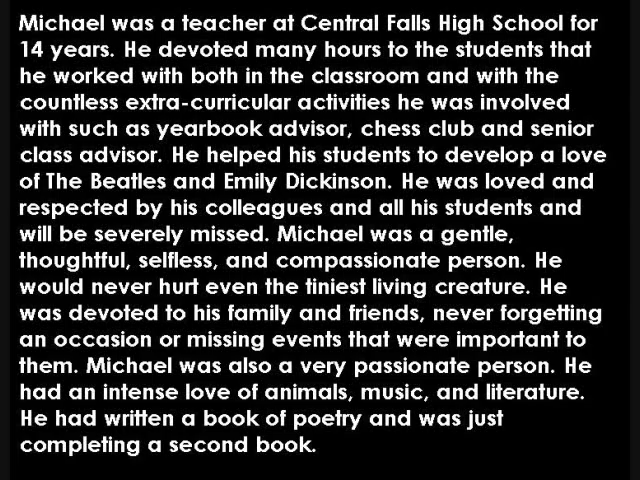 Michael was a teacher at Central Falls High School for
14 years. He devoted many hours to the students that
he worked with both in the classroom and with the
countless extra-curricular activities he was involved
with such as yearbook advisor, chess club and senior
class advisor. He helped his students to develop a love
of The Beatles and Emily Dickinson. He was loved and
respected by his colleagues and all his students and
will be severely missed. Michael was a gentle,
thoughtful, selfless, and compassionate person. He
would never hurt even the tiniest living creature. He
was devoted to his family and friends, never forgetting
an occasion or missing events that were important to
them. Michael was also a very passionate person. He
had an intense love of animals, music, and literature.
He had written a book of poetry and was just
completing a second book.